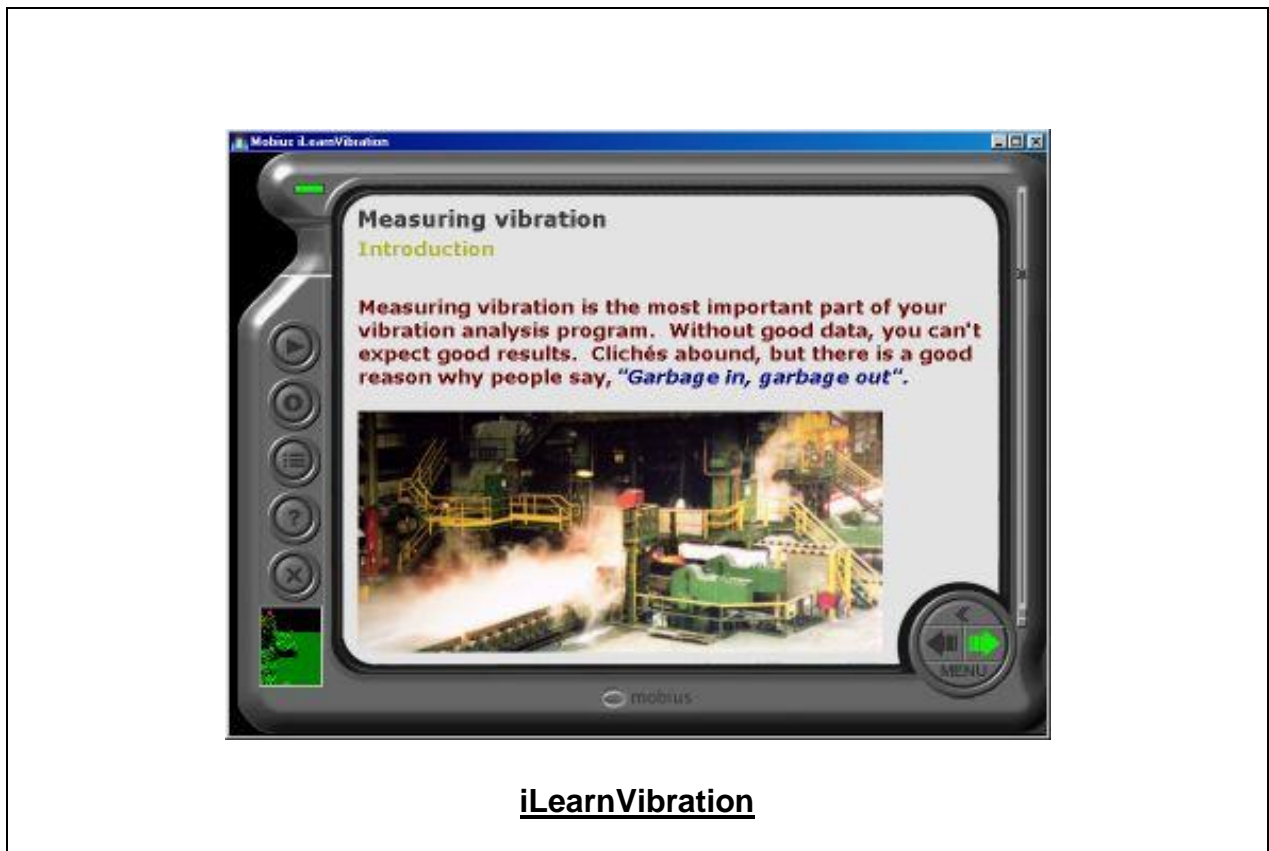 Mobius iLearnVibration
Measuring vibration
Introduction
Measuring vibration is the most important part of your
vibration analysis program.  Without good data, you can't
expect good results.  Clichés abound, but there is a good
reason why people say, "Garbage in, garbage out".
MENU
mobius
iLearnVibration